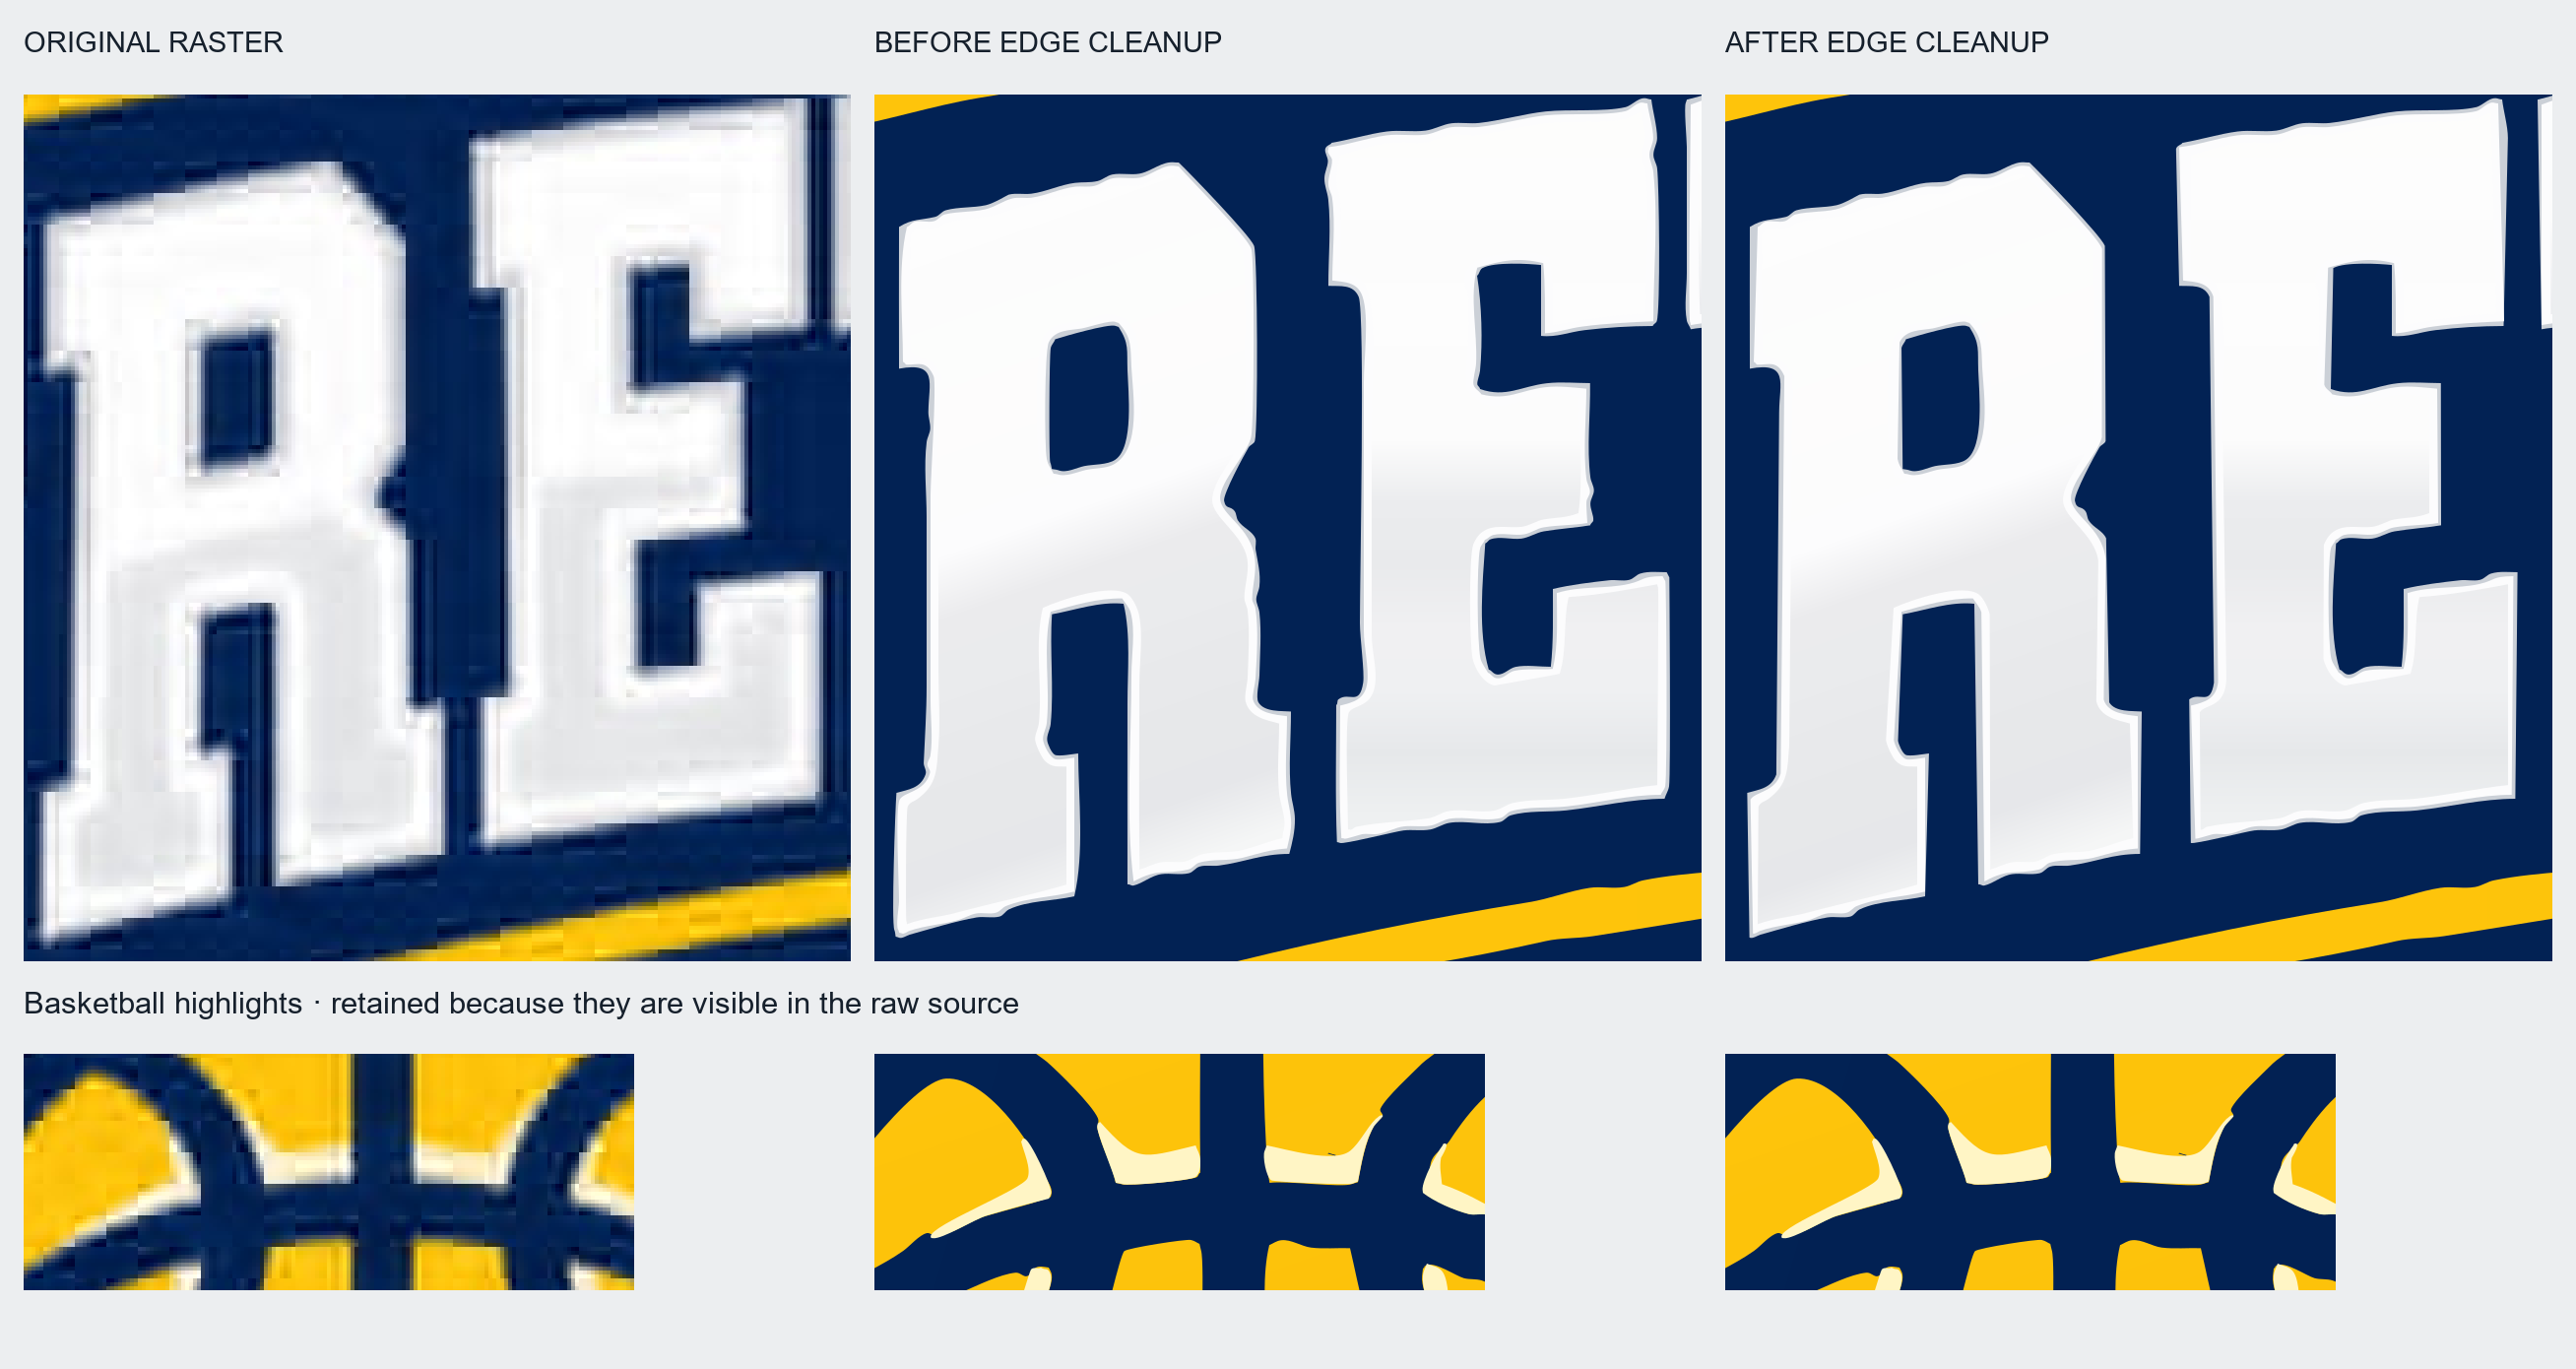 ORIGINAL RASTER
BEFORE EDGE CLEANUP
AFTER EDGE CLEANUP
RE
RE
RE
Basketball highlights · retained because they are visible in the raw source